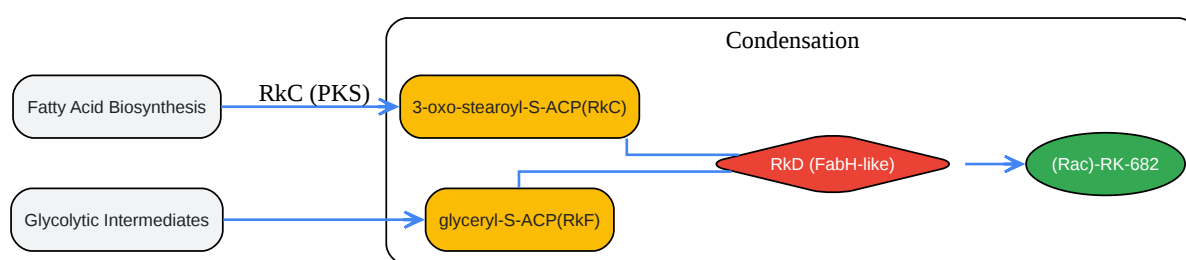 Condensation
Fatty Acid Biosynthesis
RkC (PKS)
3-oxo-stearoyl-S-ACP(RkC)
RkD (FabH-like)
(Rac)-RK-682
Glycolytic Intermediates
glyceryl-S-ACP(RkF)